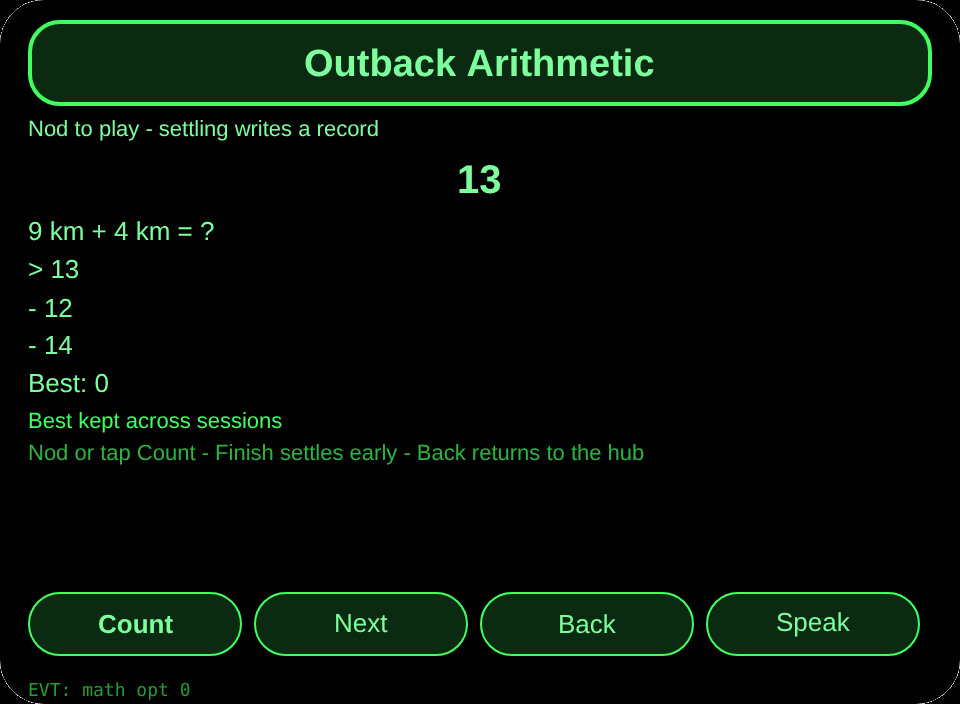 Outback Arithmetic
Nod to play - settling writes a record
13
9 km + 4 km = ?
> 13
- 12
- 14
Best: 0
Best kept across sessions
Nod or tap Count - Finish settles early - Back returns to the hub
Count Next Back Speak
EVT: math opt 0